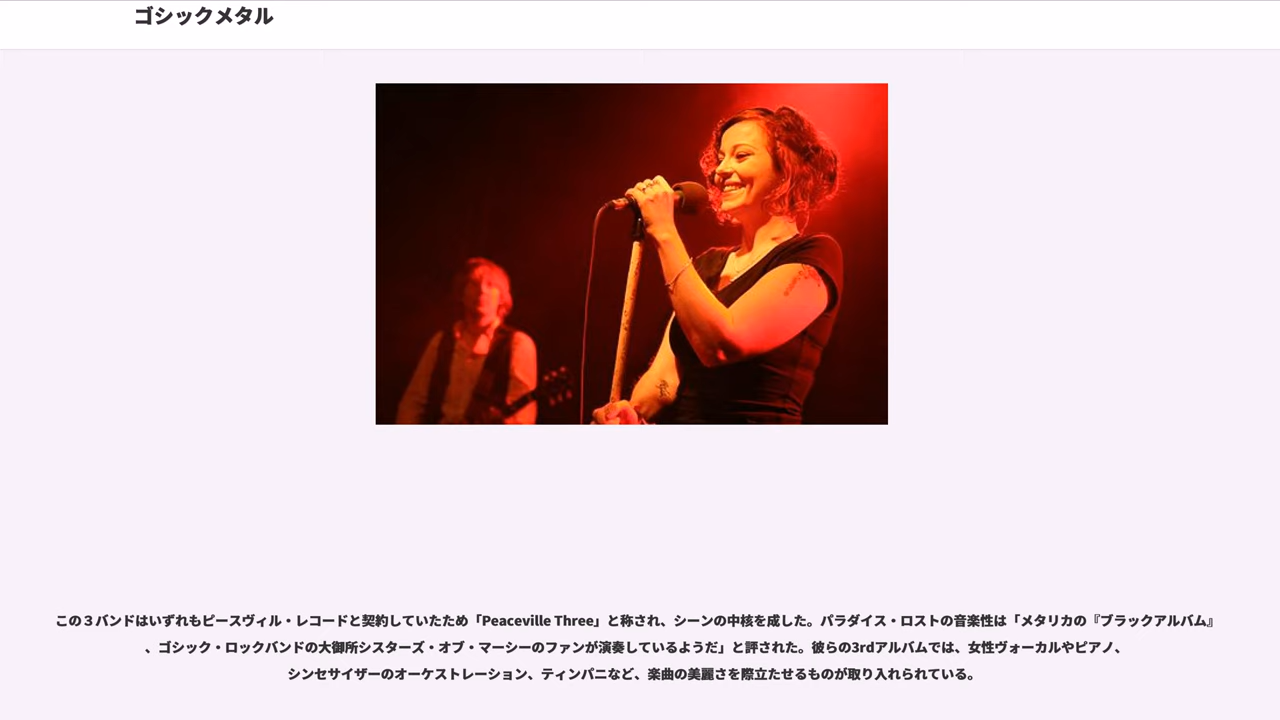 ゴシックメタル
この３バンドはいずれもピースヴィル・レコードと契約していたため「Peaceville Three」と称され、シーンの中核を成した。パラダイス・ロストの音楽性は「メタリカの『ブラックアルバム』
、ゴシック・ロックバンドの大御所シスターズ・オブ・マーシーのファンが演奏しているようだ」と評された。彼らの3rdアルバムでは、女性ヴォーカルやピアノ、
シンセサイザーのオーケストレーション、ティンパニなど、楽曲の美麗さを際立たせるものが取り入れられている。